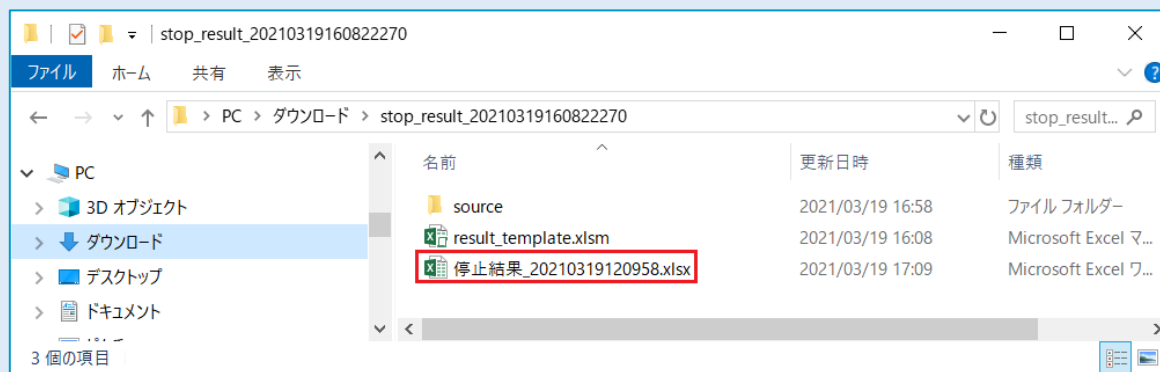 stop_result_20210319160822270
ファイル ホーム 共有 表示
PC > ダウンロード > stop_result_20210319160822270 stop_result...
名前 更新日時 種類
PC
3D オブジェクト
ダウンロード
デスクトップ
ドキュメント
source 2021/03/19 16:58 ファイル フォルダー
result_template.xlsm 2021/03/19 16:08 Microsoft Excel マ...
停止結果_20210319120958.xlsx 2021/03/19 17:09 Microsoft Excel ワ...
3 個の項目